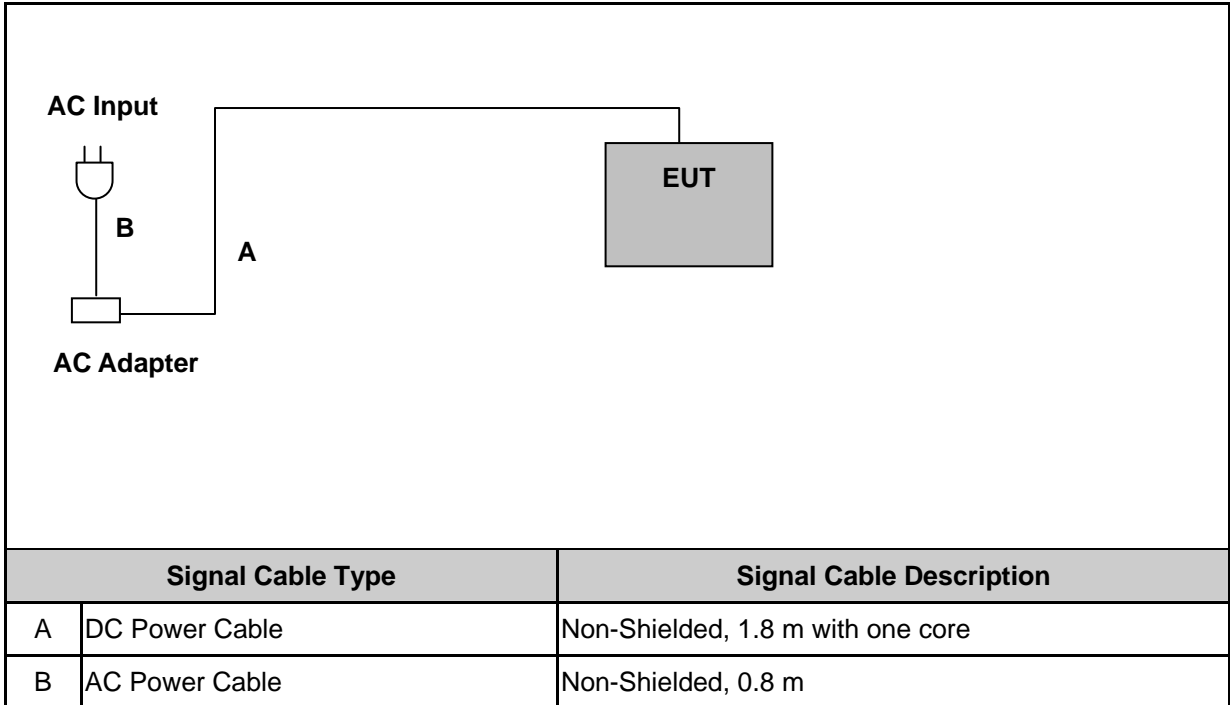 AC Input
EUT
B
A
AC Adapter
Signal Cable Type Signal Cable Description
A DC Power Cable Non-Shielded, 1.8 m with one core
B AC Power Cable Non-Shielded, 0.8 m